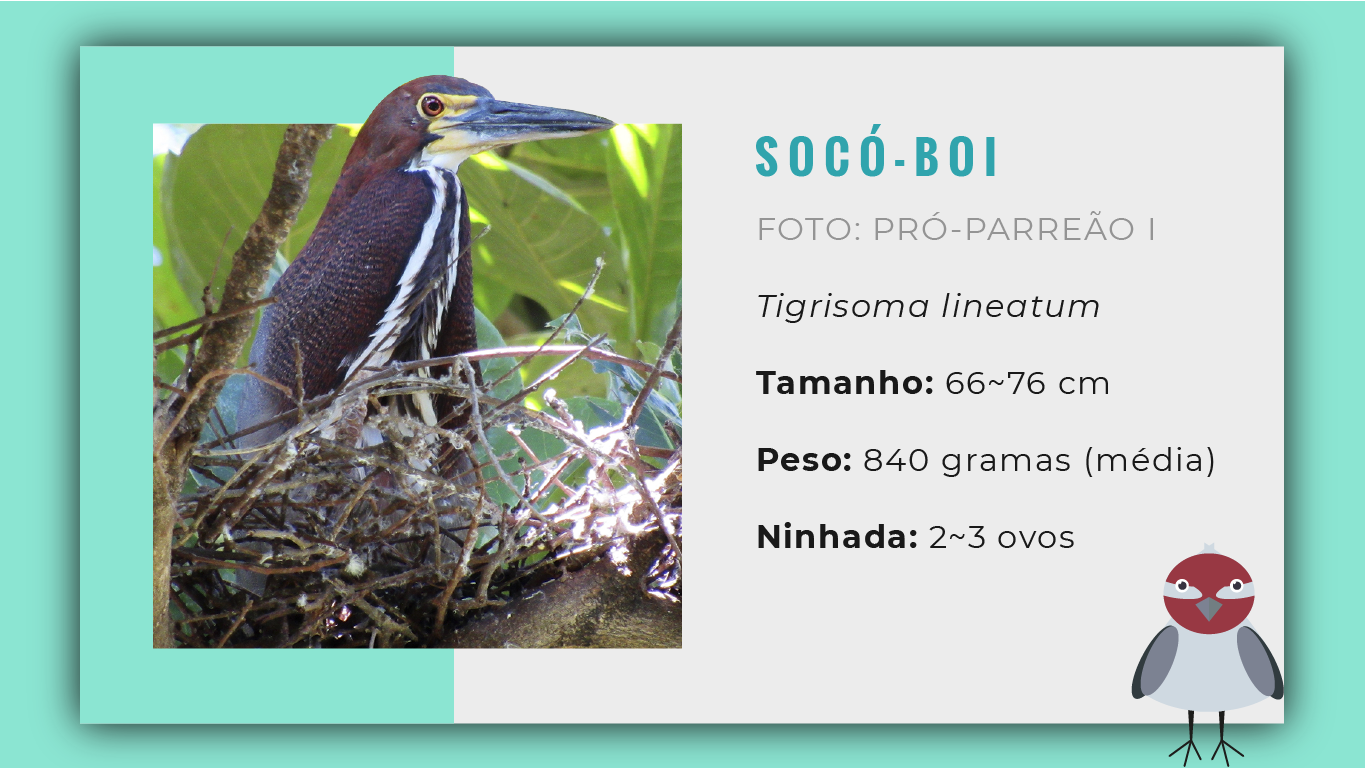 SOCÓ-BOI
FOTO: PRÓ-PARREÃO I
Tigrisoma lineatum
Tamanho: 66~76 cm
Peso: 840 gramas (média)
Ninhada: 2~3 ovos